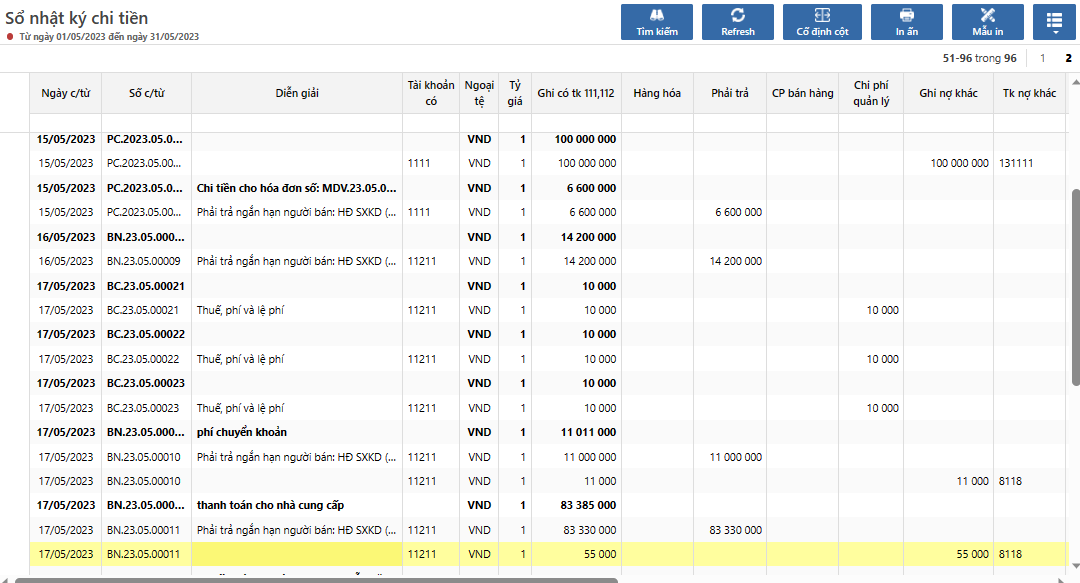 Sổ nhật ký chi tiền
Từ ngày 01/05/2023 đến ngày 31/05/2023
Tìm kiếm Refresh Cố định cột In ấn Mẫu in
51-96 trong 96 1 2
Ngày c/từ Số c/từ Diễn giải Tài khoản có Ngoại tệ Tỷ giá Ghi có tk 111,112 Hàng hóa Phải trả CP bán hàng Chi phí quản lý Ghi nợ khác Tk nợ khác
15/05/2023 PC.2023.05.0... VND 1 100 000 000
15/05/2023 PC.2023.05.00... 1111 VND 1 100 000 000 100 000 000 131111
15/05/2023 PC.2023.05.0... Chi tiền cho hóa đơn số: MDV.23.05.0... VND 1 6 600 000
15/05/2023 PC.2023.05.00... Phải trả ngắn hạn người bán: HĐ SXKD (... 1111 VND 1 6 600 000 6 600 000
16/05/2023 BN.23.05.000... VND 1 14 200 000
16/05/2023 BN.23.05.00009 Phải trả ngắn hạn người bán: HĐ SXKD (... 11211 VND 1 14 200 000 14 200 000
17/05/2023 BC.23.05.00021 VND 1 10 000
17/05/2023 BC.23.05.00021 Thuế, phí và lệ phí 11211 VND 1 10 000 10 000
17/05/2023 BC.23.05.00022 VND 1 10 000
17/05/2023 BC.23.05.00022 Thuế, phí và lệ phí 11211 VND 1 10 000 10 000
17/05/2023 BC.23.05.00023 VND 1 10 000
17/05/2023 BC.23.05.00023 Thuế, phí và lệ phí 11211 VND 1 10 000 10 000
17/05/2023 BN.23.05.000... phí chuyển khoản VND 1 11 011 000
17/05/2023 BN.23.05.00010 Phải trả ngắn hạn người bán: HĐ SXKD (... 11211 VND 1 11 000 000 11 000 000
17/05/2023 BN.23.05.00010 11211 VND 1 11 000 11 000 8118
17/05/2023 BN.23.05.000... thanh toán cho nhà cung cấp VND 1 83 385 000
17/05/2023 BN.23.05.00011 Phải trả ngắn hạn người bán: HĐ SXKD (... 11211 VND 1 83 330 000 83 330 000
17/05/2023 BN.23.05.00011 11211 VND 1 55 000 55 000 8118